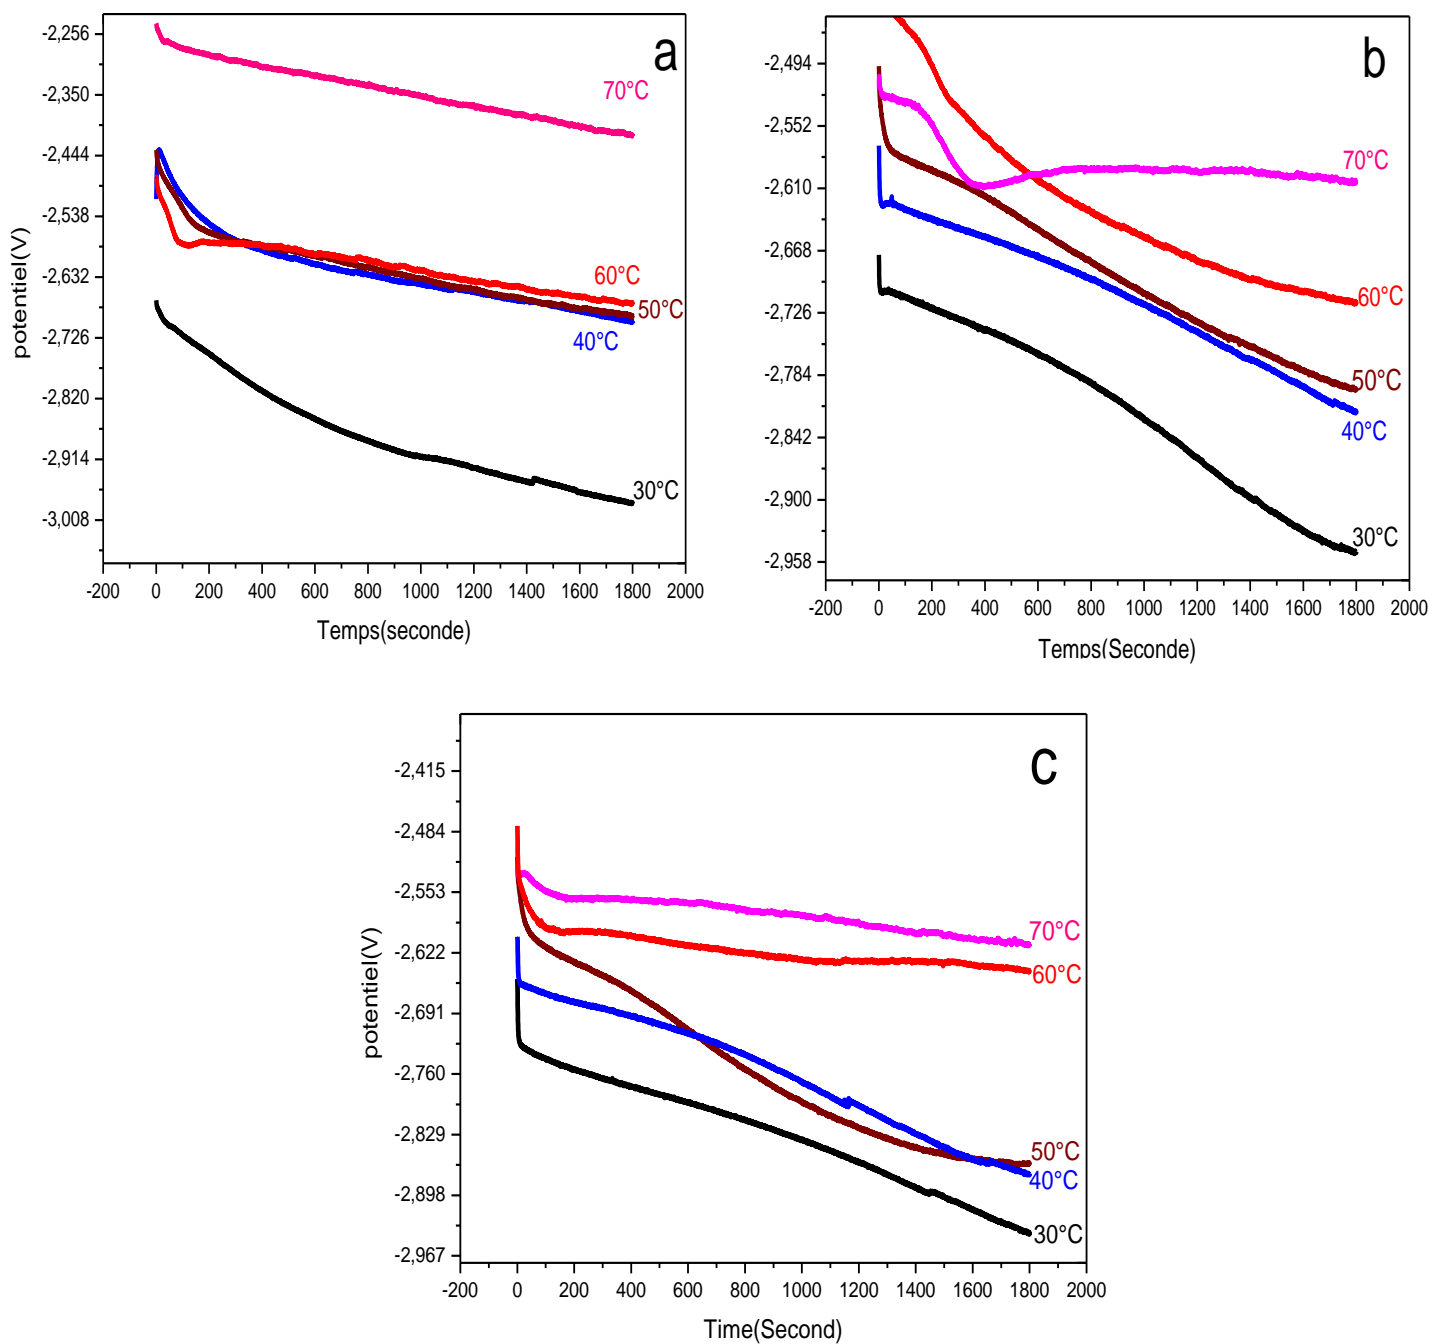 a
-2,256
-2,350
-2,444
-2,538
-2,632
-2,726
-2,820
-2,914
-3,008
potentiel(V)
70°C
60°C
50°C
40°C
30°C
-200 0 200 400 600 800 1000 1200 1400 1600 1800 2000
Temps(seconde)
b
-2,494
-2,552
-2,610
-2,668
-2,726
-2,784
-2,842
-2,900
-2,958
70°C
60°C
50°C
40°C
30°C
-200 0 200 400 600 800 1000 1200 1400 1600 1800 2000
Temps(Seconde)
c
-2,415
-2,484
-2,553
-2,622
-2,691
-2,760
-2,829
-2,898
-2,967
potentiel(V)
70°C
60°C
50°C
40°C
30°C
-200 0 200 400 600 800 1000 1200 1400 1600 1800 2000
Time(Second)